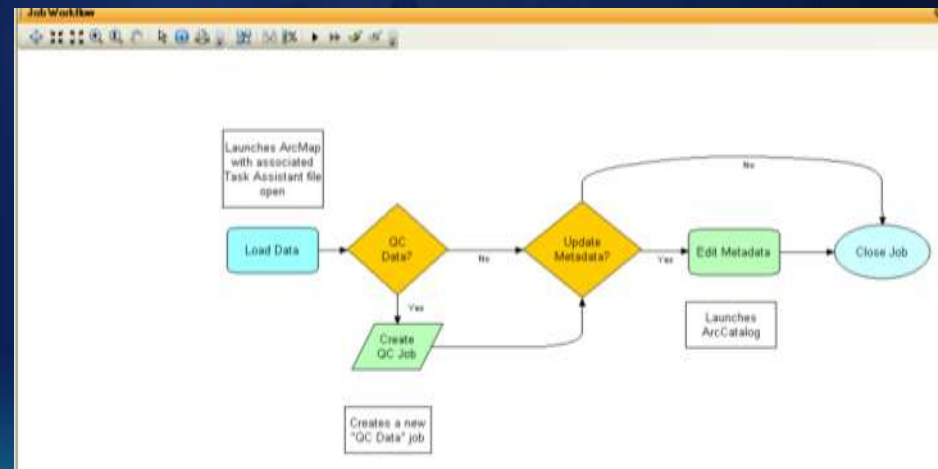 Job Workflow
Launches ArcMap
with associated
Task Assistant file
open
Load Data
QC
Data?
No
Yes
Create
QC Job
Creates a new
"QC Data" job
Update
Metadata?
No
Yes
Edit Metadata
Launches
ArcCatalog
Close Job